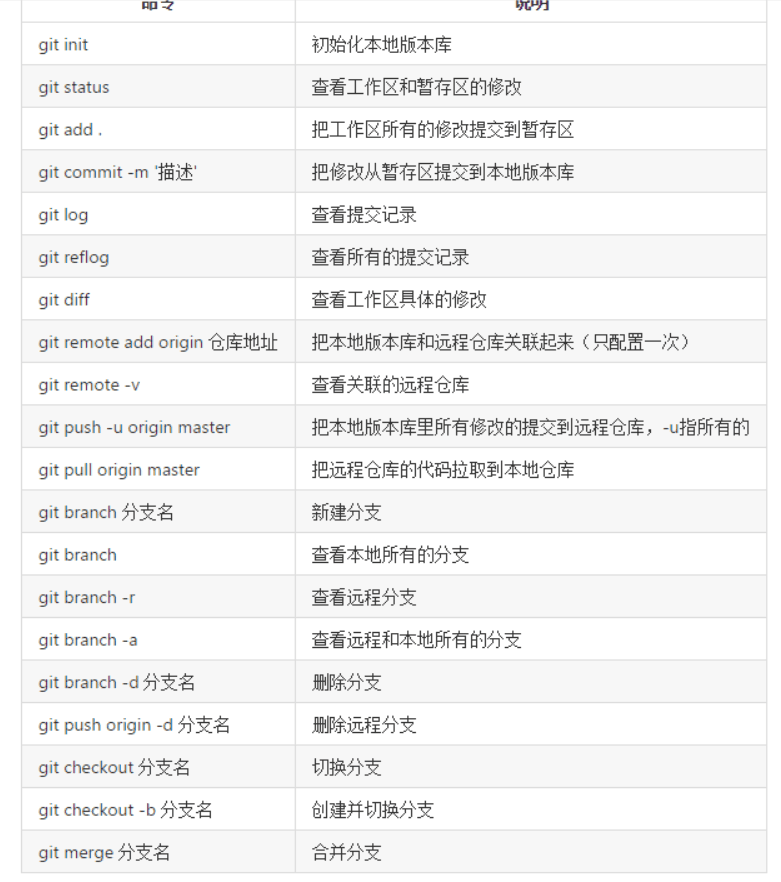 命令 说明
git init 初始化本地版本库
git status 查看工作区和暂存区的修改
git add . 把工作区所有的修改提交到暂存区
git commit -m '描述' 把修改从暂存区提交到本地版本库
git log 查看提交记录
git reflog 查看所有的提交记录
git diff 查看工作区具体的修改
git remote add origin 仓库地址 把本地版本库和远程仓库关联起来（只配置一次）
git remote -v 查看关联的远程仓库
git push -u origin master 把本地版本库里所有修改的提交到远程仓库，-u指所有的
git pull origin master 把远程仓库的代码拉取到本地仓库
git branch 分支名 新建分支
git branch 查看本地所有的分支
git branch -r 查看远程分支
git branch -a 查看远程和本地所有的分支
git branch -d 分支名 删除分支
git push origin -d 分支名 删除远程分支
git checkout 分支名 切换分支
git checkout -b 分支名 创建并切换分支
git merge 分支名 合并分支